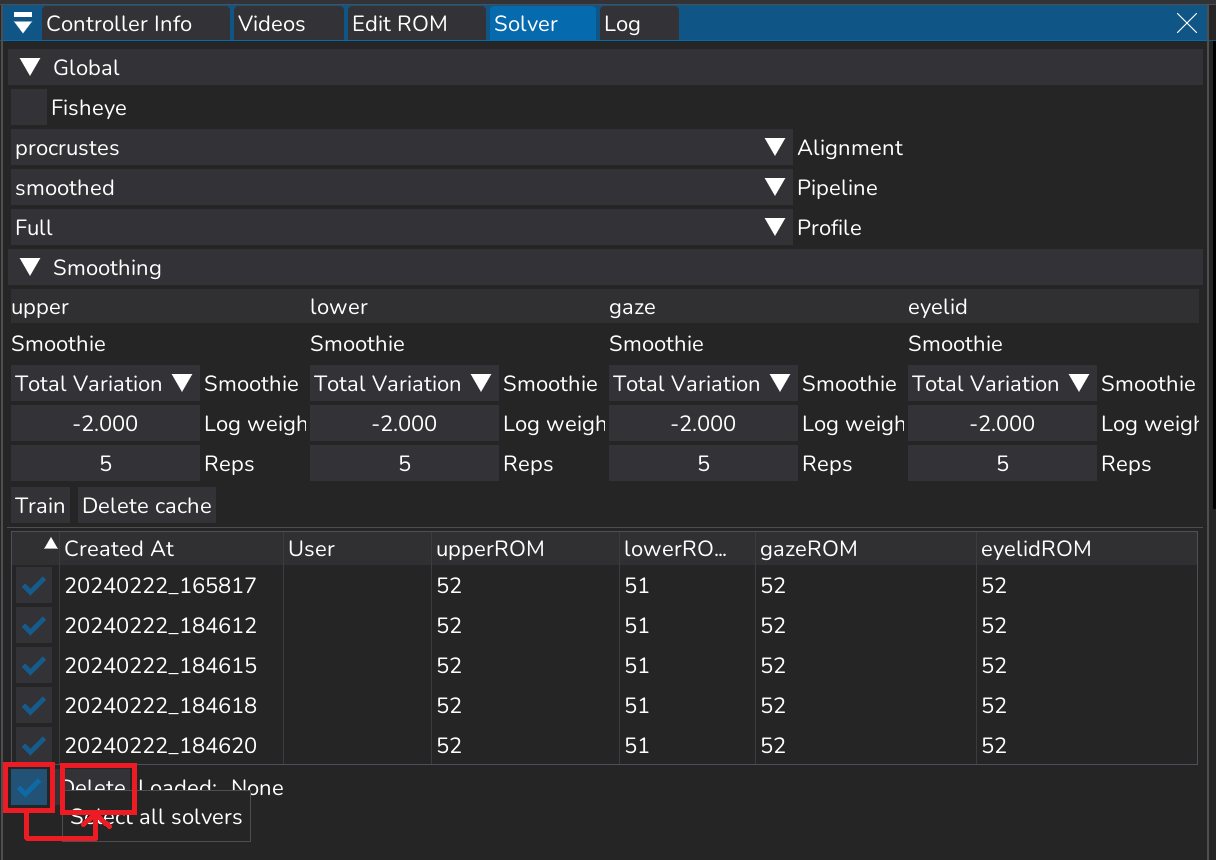 Controller Info Videos Edit ROM Solver Log
Global
Fisheye
procrustes Alignment
smoothed Pipeline
Full Profile
Smoothing
upper lower gaze eyelid
Smoothie Smoothie Smoothie Smoothie
Total Variation Smoothie Total Variation Smoothie Total Variation Smoothie Total Variation Smoothie
-2.000 Log weigh -2.000 Log weigh -2.000 Log weigh -2.000 Log weigh
5 Reps 5 Reps 5 Reps 5 Reps
Train Delete cache
Created At User upperROM lowerRO... gazeROM eyelidROM
20240222_165817 52 51 52 52
20240222_184612 52 51 52 52
20240222_184615 52 51 52 52
20240222_184618 52 51 52 52
20240222_184620 52 51 52 52
Delete Loaded: None
Select all solvers